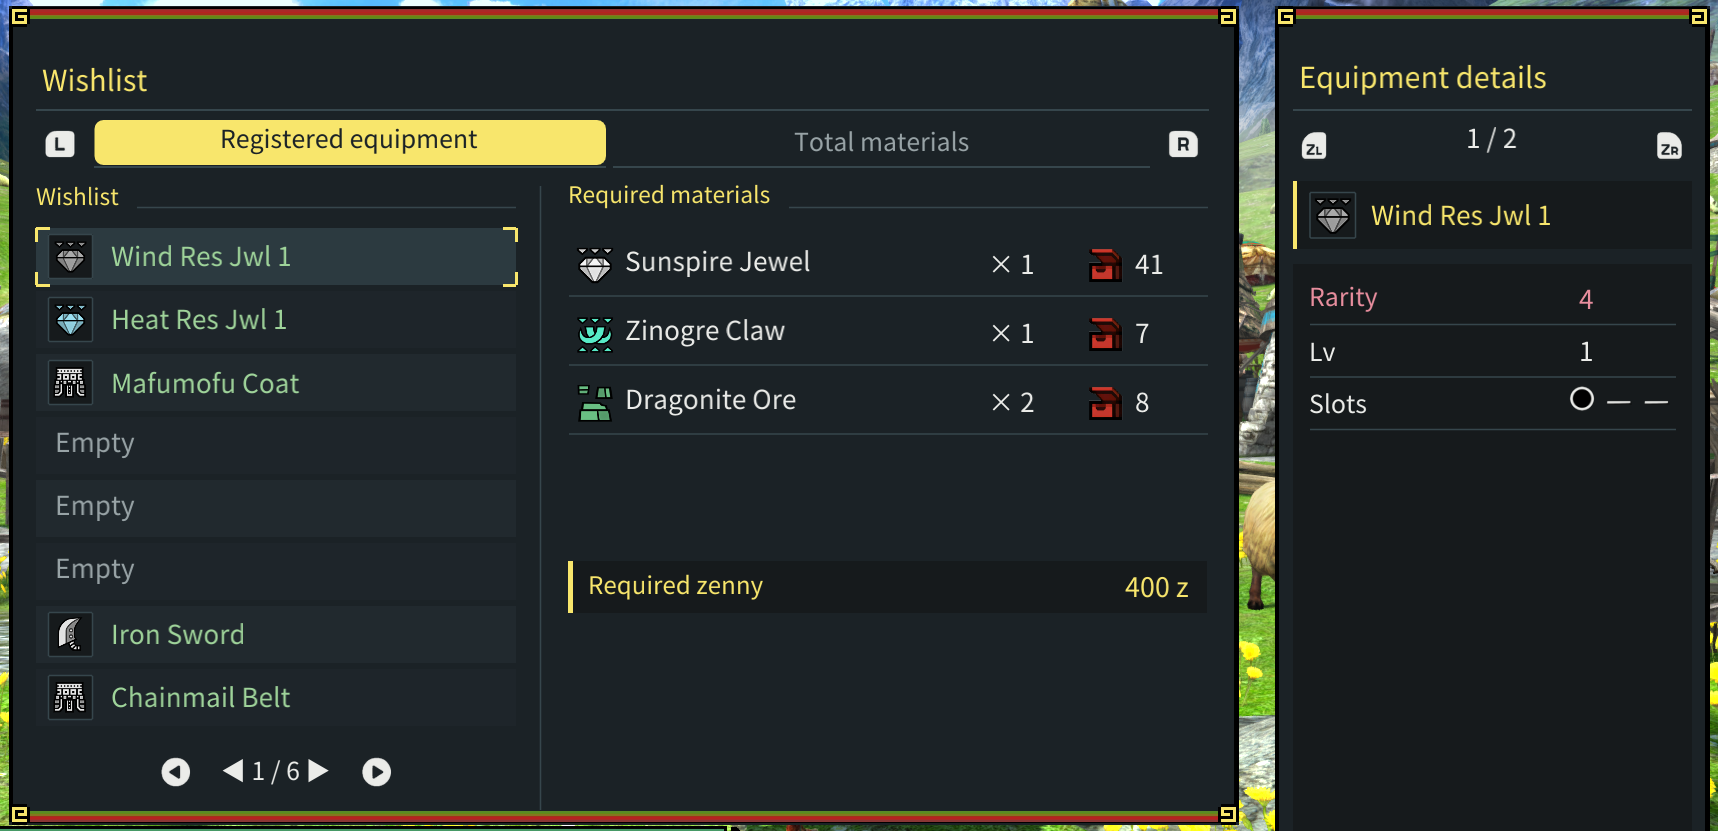 Wishlist
L
Registered equipment
Total materials
R
Wishlist
Wind Res Jwl 1
Heat Res Jwl 1
Mafumofu Coat
Empty
Empty
Empty
Iron Sword
Chainmail Belt
1 / 6
Required materials
Sunspire Jewel × 1 41
Zinogre Claw × 1 7
Dragonite Ore × 2 8
Required zenny 400 z
Equipment details
ZL 1 / 2 ZR
Wind Res Jwl 1
Rarity 4
Lv 1
Slots